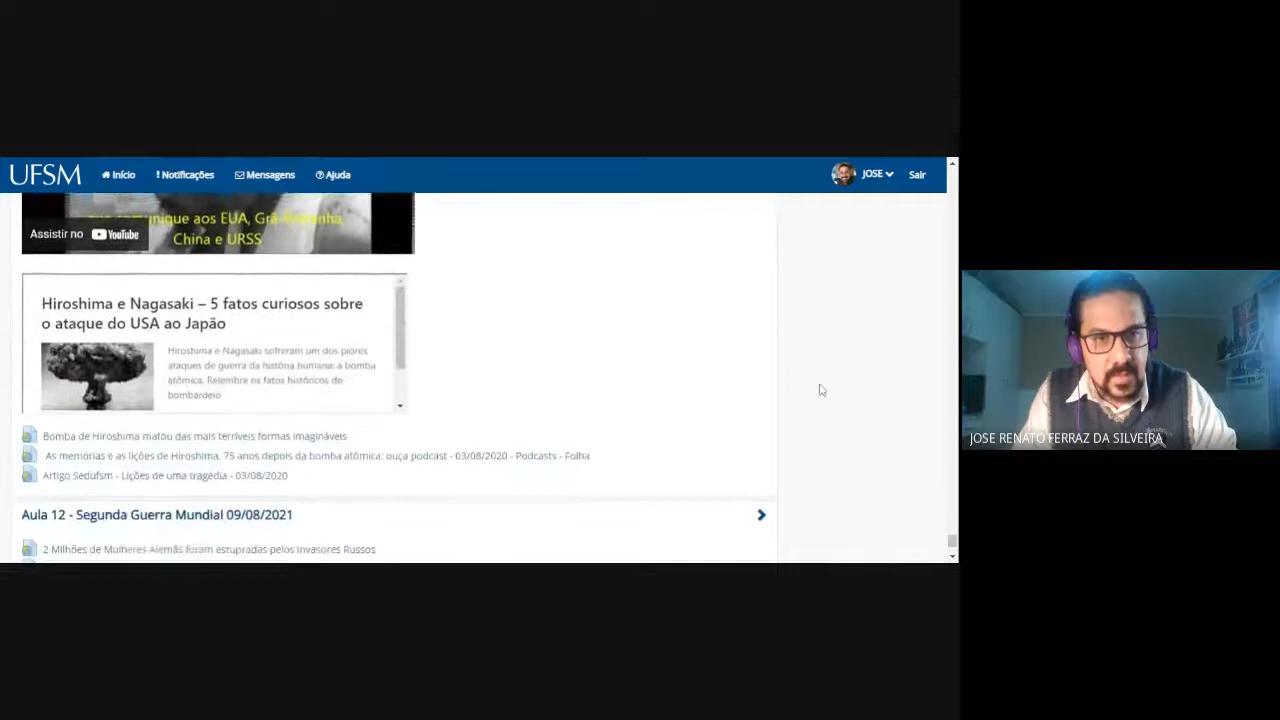 UFSM Início Notificações Mensagens Ajuda JOSE Sair
aos EUA, Grã-Bretanha
China e URSS
Assistir no YouTube
Hiroshima e Nagasaki – 5 fatos curiosos sobre
o ataque do USA ao Japão
Hiroshima e Nagasaki sofreram um dos piores
ataques de guerra da história humana: a bomba
atômica. Relembre os fatos históricos do
bombardeio
Bomba de Hiroshima matou das mais terríveis formas imagináveis
As memórias e as lições de Hiroshima, 75 anos depois da bomba atômica: ouça podcast - 03/08/2020 - Podcasts - Folha
Artigo Sedufsm - Lições de uma tragédia - 03/08/2020
Aula 12 - Segunda Guerra Mundial 09/08/2021
2 Milhões de Mulheres Alemãs foram estupradas pelos Invasores Russos
JOSE RENATO FERRAZ DA SILVEIRA